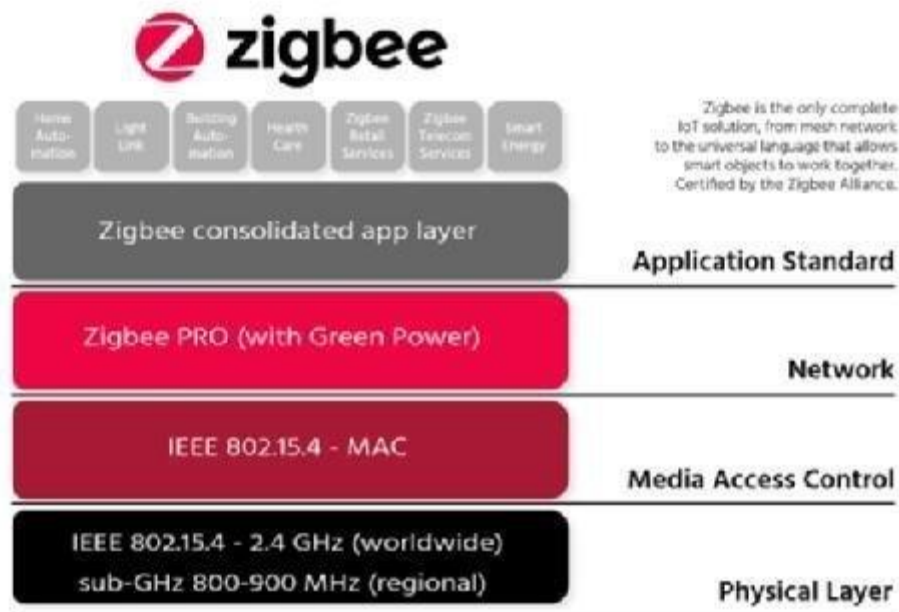 zigbee
Home
Auto-
mation
Light
Link
Building
Auto-
mation
Health
Care
Zigbee
Retail
Services
Zigbee
Telecom
Services
Smart
Energy
Zigbee is the only complete
IoT solution, from mesh network
to the universal language that allows
smart objects to work together.
Certified by the Zigbee Alliance.
Zigbee consolidated app layer
Application Standard
Zigbee PRO (with Green Power)
Network
IEEE 802.15.4 - MAC
Media Access Control
IEEE 802.15.4 - 2.4 GHz (worldwide)
sub-GHz 800-900 MHz (regional)
Physical Layer